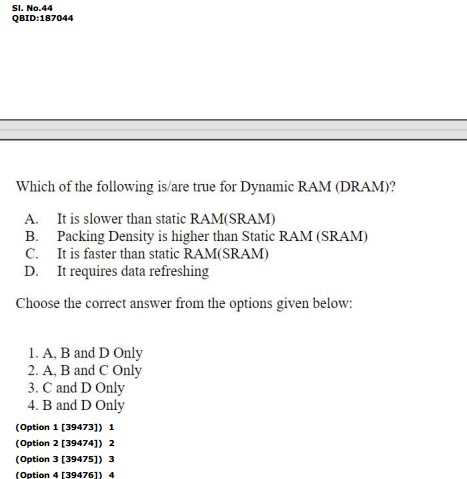 Sl. No.44
QBID:187044
Which of the following is/are true for Dynamic RAM (DRAM)?
A. It is slower than static RAM(SRAM)
B. Packing Density is higher than Static RAM (SRAM)
C. It is faster than static RAM(SRAM)
D. It requires data refreshing
Choose the correct answer from the options given below:
1. A, B and D Only
2. A, B and C Only
3. C and D Only
4. B and D Only
(Option 1 [39473]) 1
(Option 2 [39474]) 2
(Option 3 [39475]) 3
(Option 4 [39476]) 4